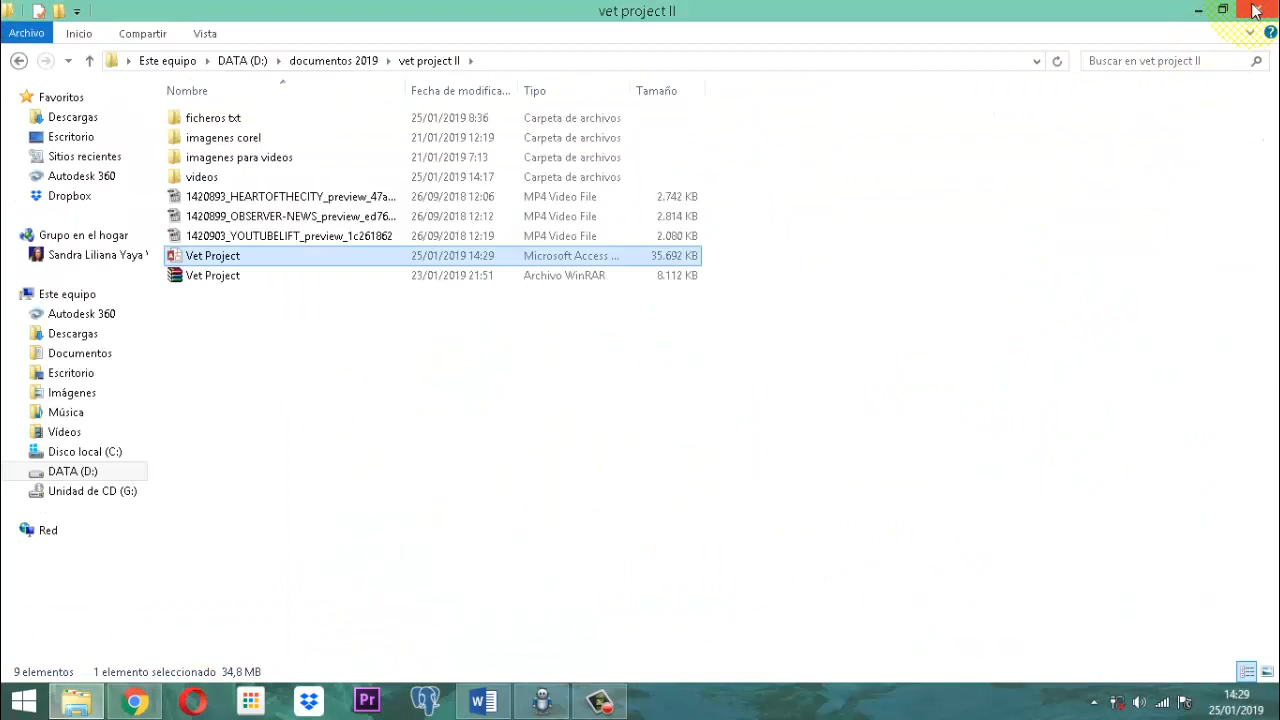 vet project II
Archivo Inicio Compartir Vista
Este equipo DATA (D:) documentos 2019 vet project II
Buscar en vet project II
Nombre Fecha de modifica... Tipo Tamaño
ficheros txt 25/01/2019 8:36 Carpeta de archivos
imagenes corel 21/01/2019 12:19 Carpeta de archivos
imagenes para videos 21/01/2019 7:13 Carpeta de archivos
videos 25/01/2019 14:17 Carpeta de archivos
1420893_HEARTOFTHECITY_preview_47a... 26/09/2018 12:06 MP4 Video File 2.742 KB
1420899_OBSERVER-NEWS_preview_ed76... 26/09/2018 12:12 MP4 Video File 2.814 KB
1420903_YOUTUBELIFT_preview_1c261862 26/09/2018 12:19 MP4 Video File 2.080 KB
Vet Project 25/01/2019 14:29 Microsoft Access ... 35.692 KB
Vet Project 23/01/2019 21:51 Archivo WinRAR 8.112 KB
Favoritos
Descargas
Escritorio
Sitios recientes
Autodesk 360
Dropbox
Grupo en el hogar
Sandra Liliana Yaya
Este equipo
Autodesk 360
Descargas
Documentos
Escritorio
Imágenes
Música
Vídeos
Disco local (C:)
DATA (D:)
Unidad de CD (G:)
Red
9 elementos 1 elemento seleccionado 34,8 MB
Pr
14:29
25/01/2019